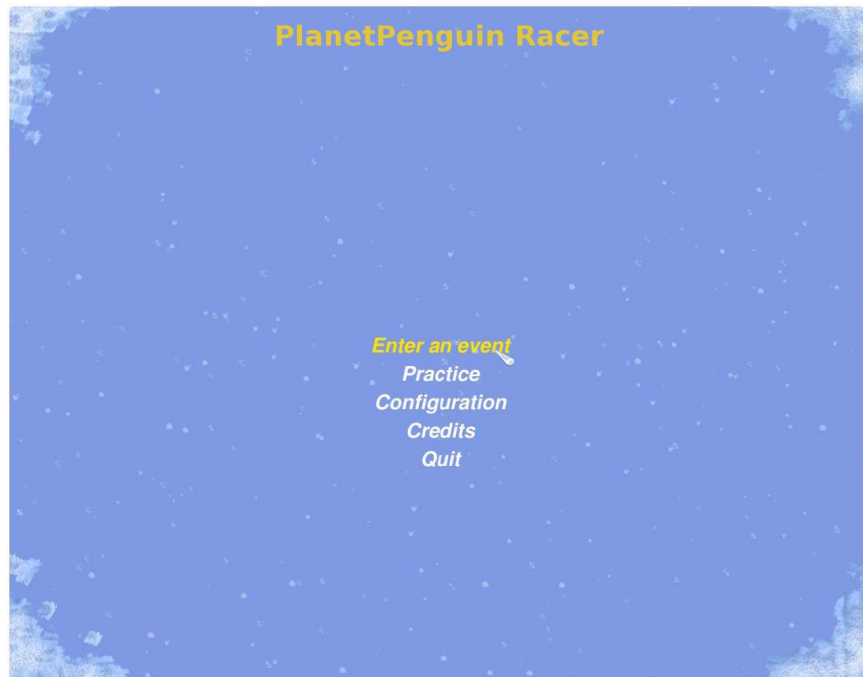 PlanetPenguin Racer
Enter an event
Practice
Configuration
Credits
Quit